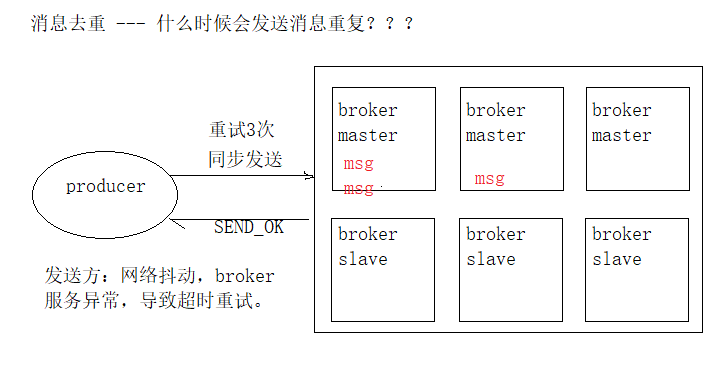 消息去重 --- 什么时候会发送消息重复？？？
重试3次
同步发送
producer
SEND_OK
发送方：网络抖动，broker
服务异常，导致超时重试。
broker
master
msg
msg
broker
master
msg
broker
master
broker
slave
broker
slave
broker
slave